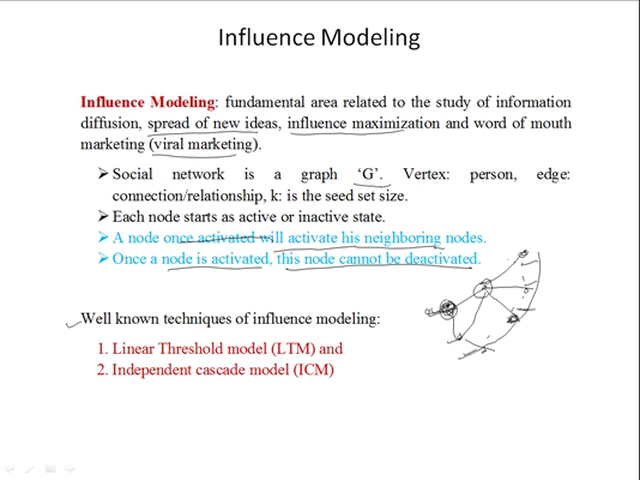 Influence Modeling
Influence Modeling: fundamental area related to the study of information
diffusion, spread of new ideas, influence maximization and word of mouth
marketing (viral marketing).
➤ Social network is a graph ‘G’. Vertex: person, edge:
connection/relationship, k: is the seed set size.
➤ Each node starts as active or inactive state.
➤ A node once activated will activate his neighboring nodes.
➤ Once a node is activated, this node cannot be deactivated.
Well known techniques of influence modeling:
1. Linear Threshold model (LTM) and
2. Independent cascade model (ICM)